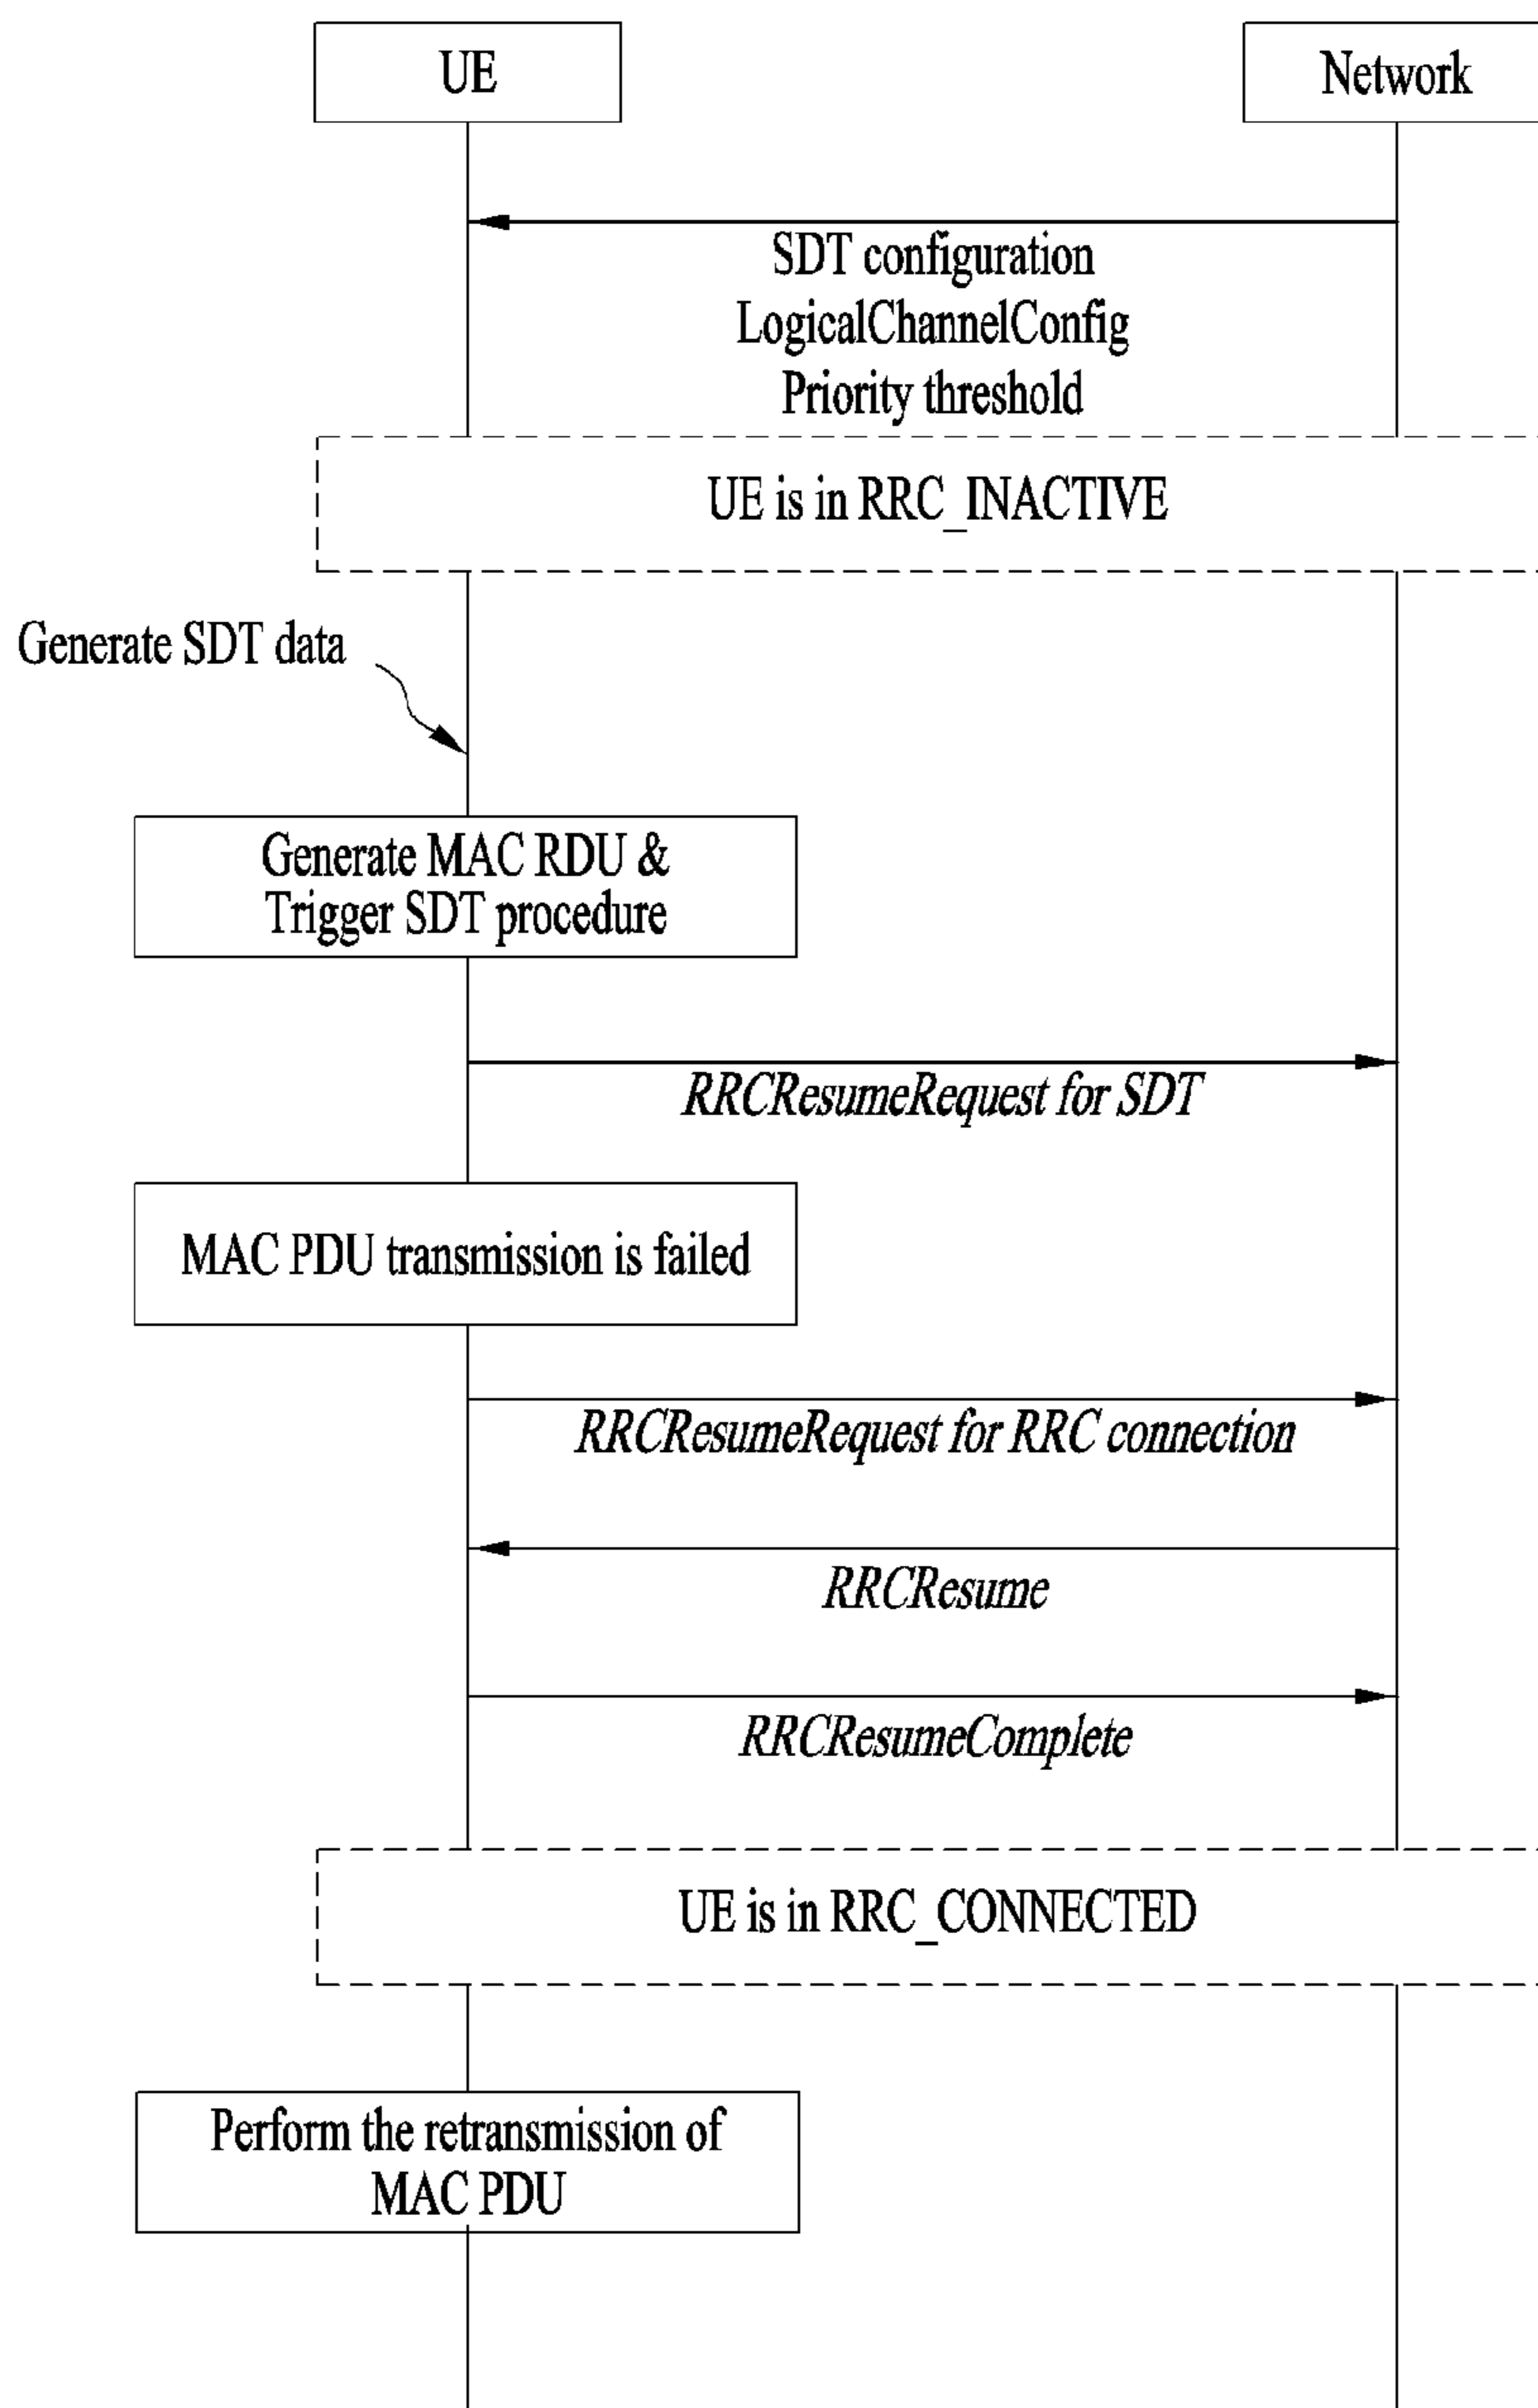 UE
Network
SDT configuration
LogicalChannelConfig
Priority threshold
UE is in RRC_INACTIVE
Generate SDT data
Generate MAC RDU &
Trigger SDT procedure
RRCResumeRequest for SDT
MAC PDU transmission is failed
RRCResumeRequest for RRC connection
RRCResume
RRCResumeComplete
UE is in RRC_CONNECTED
Perform the retransmission of
MAC PDU